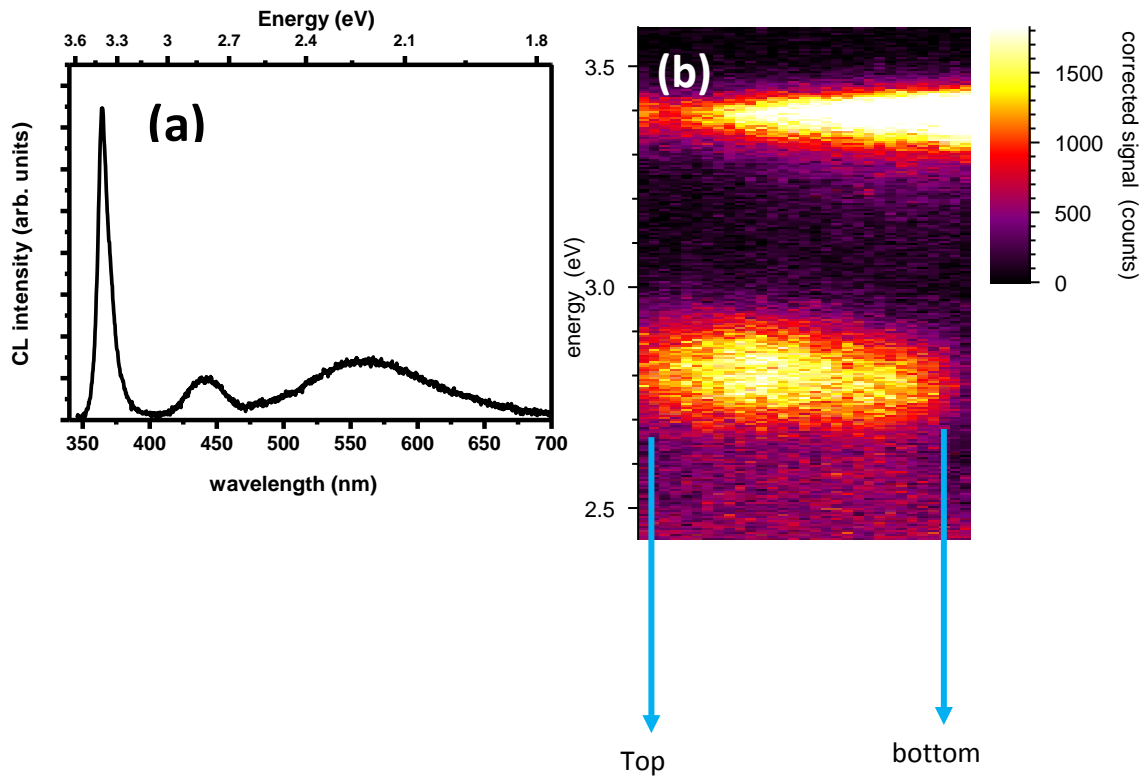 Energy (eV)
3.6 3.3 3 2.7 2.4 2.1 1.8
(a)
CL intensity (arb. units)
350 400 450 500 550 600 650 700
wavelength (nm)
(b)
3.5
3.0
2.5
energy (eV)
1500
1000
500
0
corrected signal (counts)
Top
bottom